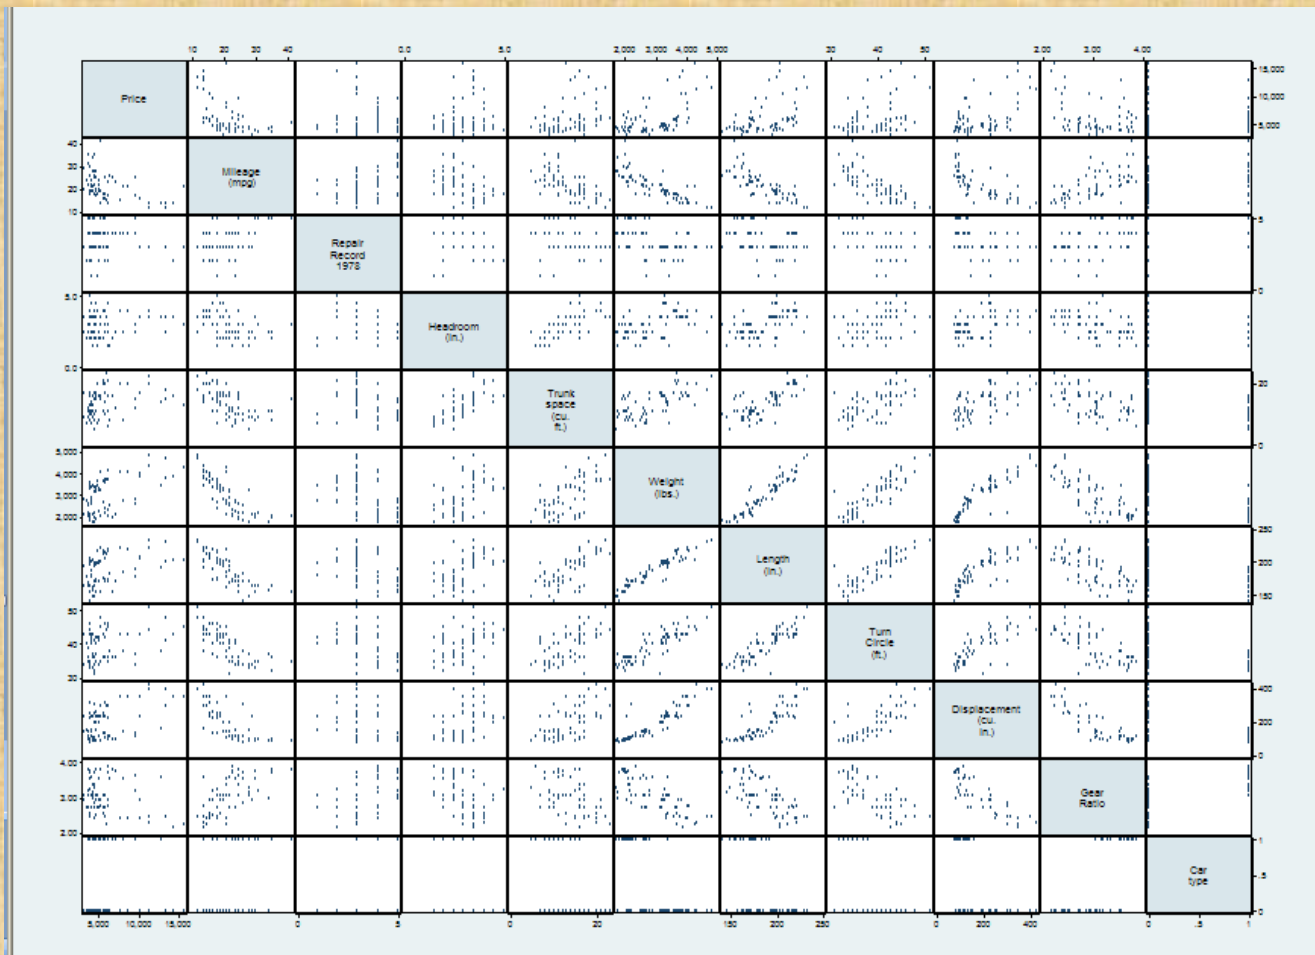 10 20 30 40 0.0 5.0 2,000 3,000 4,000 5,000 30 40 50 2.00 3.00 4.00
Price
15,000
10,000
5,000
40
30
20
10
Mileage
(mpg)
Repair
Record
1978
5
0
5.0
0.0
Headroom
(in.)
Trunk
space
(cu.
ft.)
20
0
5,000
4,000
3,000
2,000
Weight
(lbs.)
Length
(in.)
250
200
150
50
40
30
Turn
Circle
(ft.)
Displacement
(cu.
in.)
400
200
0
4.00
3.00
2.00
Gear
Ratio
Car
type
1
.5
0
5,000 10,000 15,000 0 5 0 20 150 200 250 0 200 400 0 .5 1